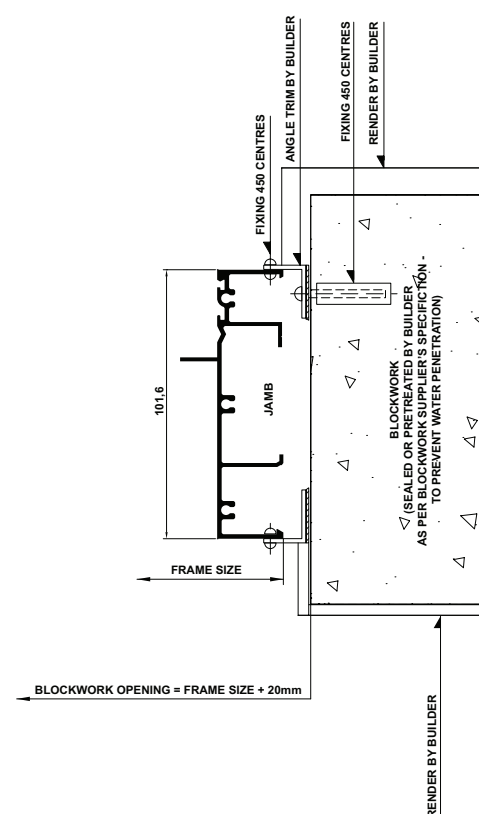 FIXING 450 CENTRES
ANGLE TRIM BY BUILDER
FIXING 450 CENTRES
RENDER BY BUILDER
101,6
JAMB
BLOCKWORK
(SEALED OR PRETREATED BY BUILDER
AS PER BLOCKWORK SUPPLIER'S SPECIFICTION -
TO PREVENT WATER PENETRATION)
FRAME SIZE
BLOCKWORK OPENING = FRAME SIZE + 20mm
RENDER BY BUILDER